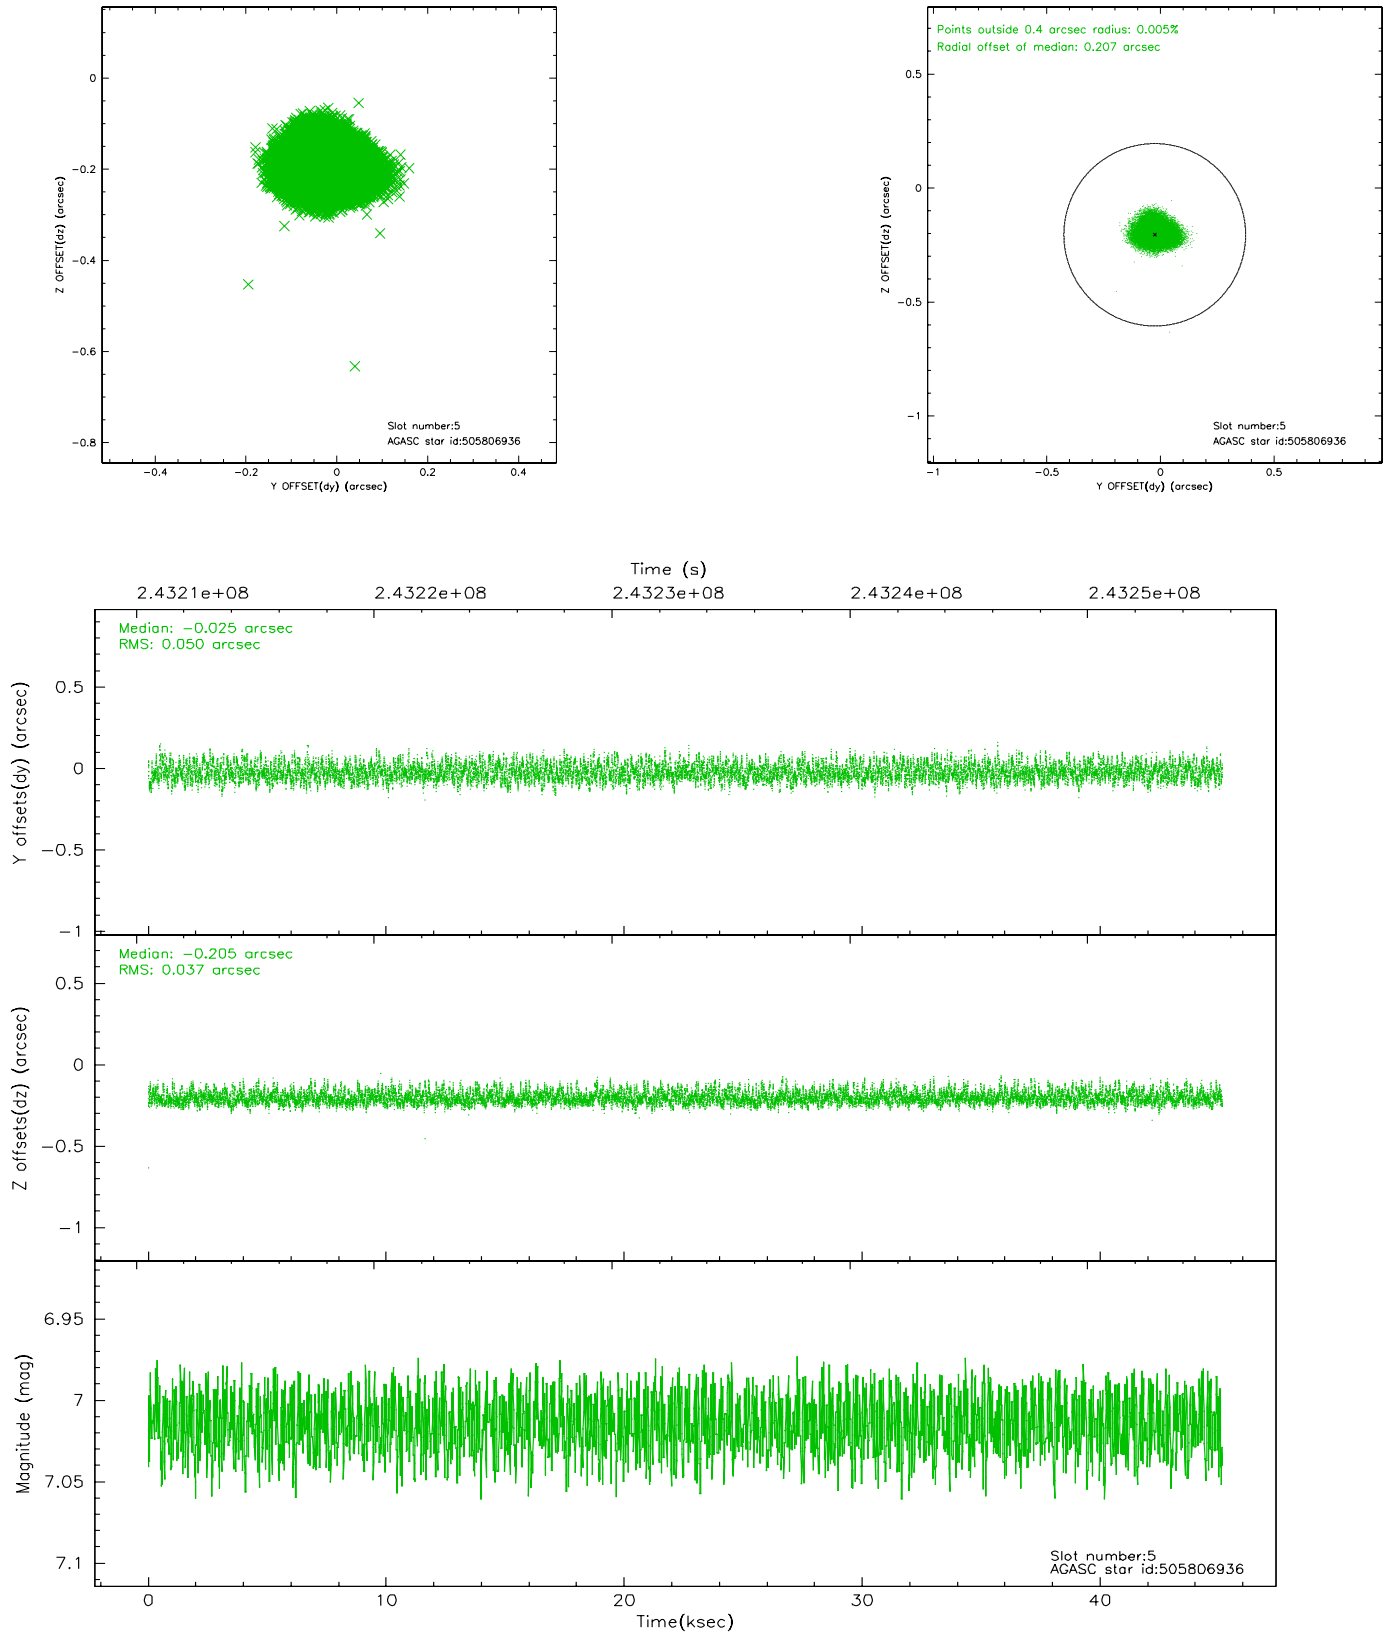 0
−0.2
−0.4
−0.6
−0.8
Z OFFSET(dz) (arcsec)
−0.4 −0.2 0 0.2 0.4
Y OFFSET(dy) (arcsec)
Slot number:5
AGASC star id:505806936
Points outside 0.4 arcsec radius: 0.005%
Radial offset of median: 0.207 arcsec
0.5
0
−0.5
−1
Z OFFSET(dz) (arcsec)
−1 −0.5 0 0.5
Y OFFSET(dy) (arcsec)
Slot number:5
AGASC star id:505806936
Time (s)
2.4321e+08 2.4322e+08 2.4323e+08 2.4324e+08 2.4325e+08
Median: −0.025 arcsec
RMS: 0.050 arcsec
0.5
0
−0.5
−1
Y offsets(dy) (arcsec)
Median: −0.205 arcsec
RMS: 0.037 arcsec
0.5
0
−0.5
−1
Z offsets(dz) (arcsec)
6.95
7
7.05
7.1
Magnitude (mag)
Slot number:5
AGASC star id:505806936
0 10 20 30 40
Time(ksec)